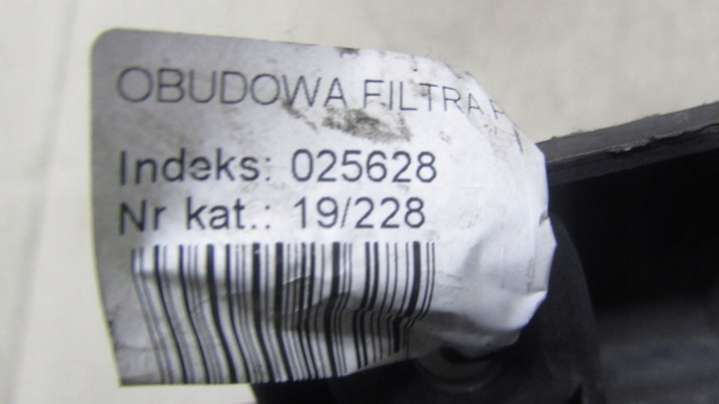 OBUDOWA FILTRA P
Indeks: 025628
Nr kat.: 19/228